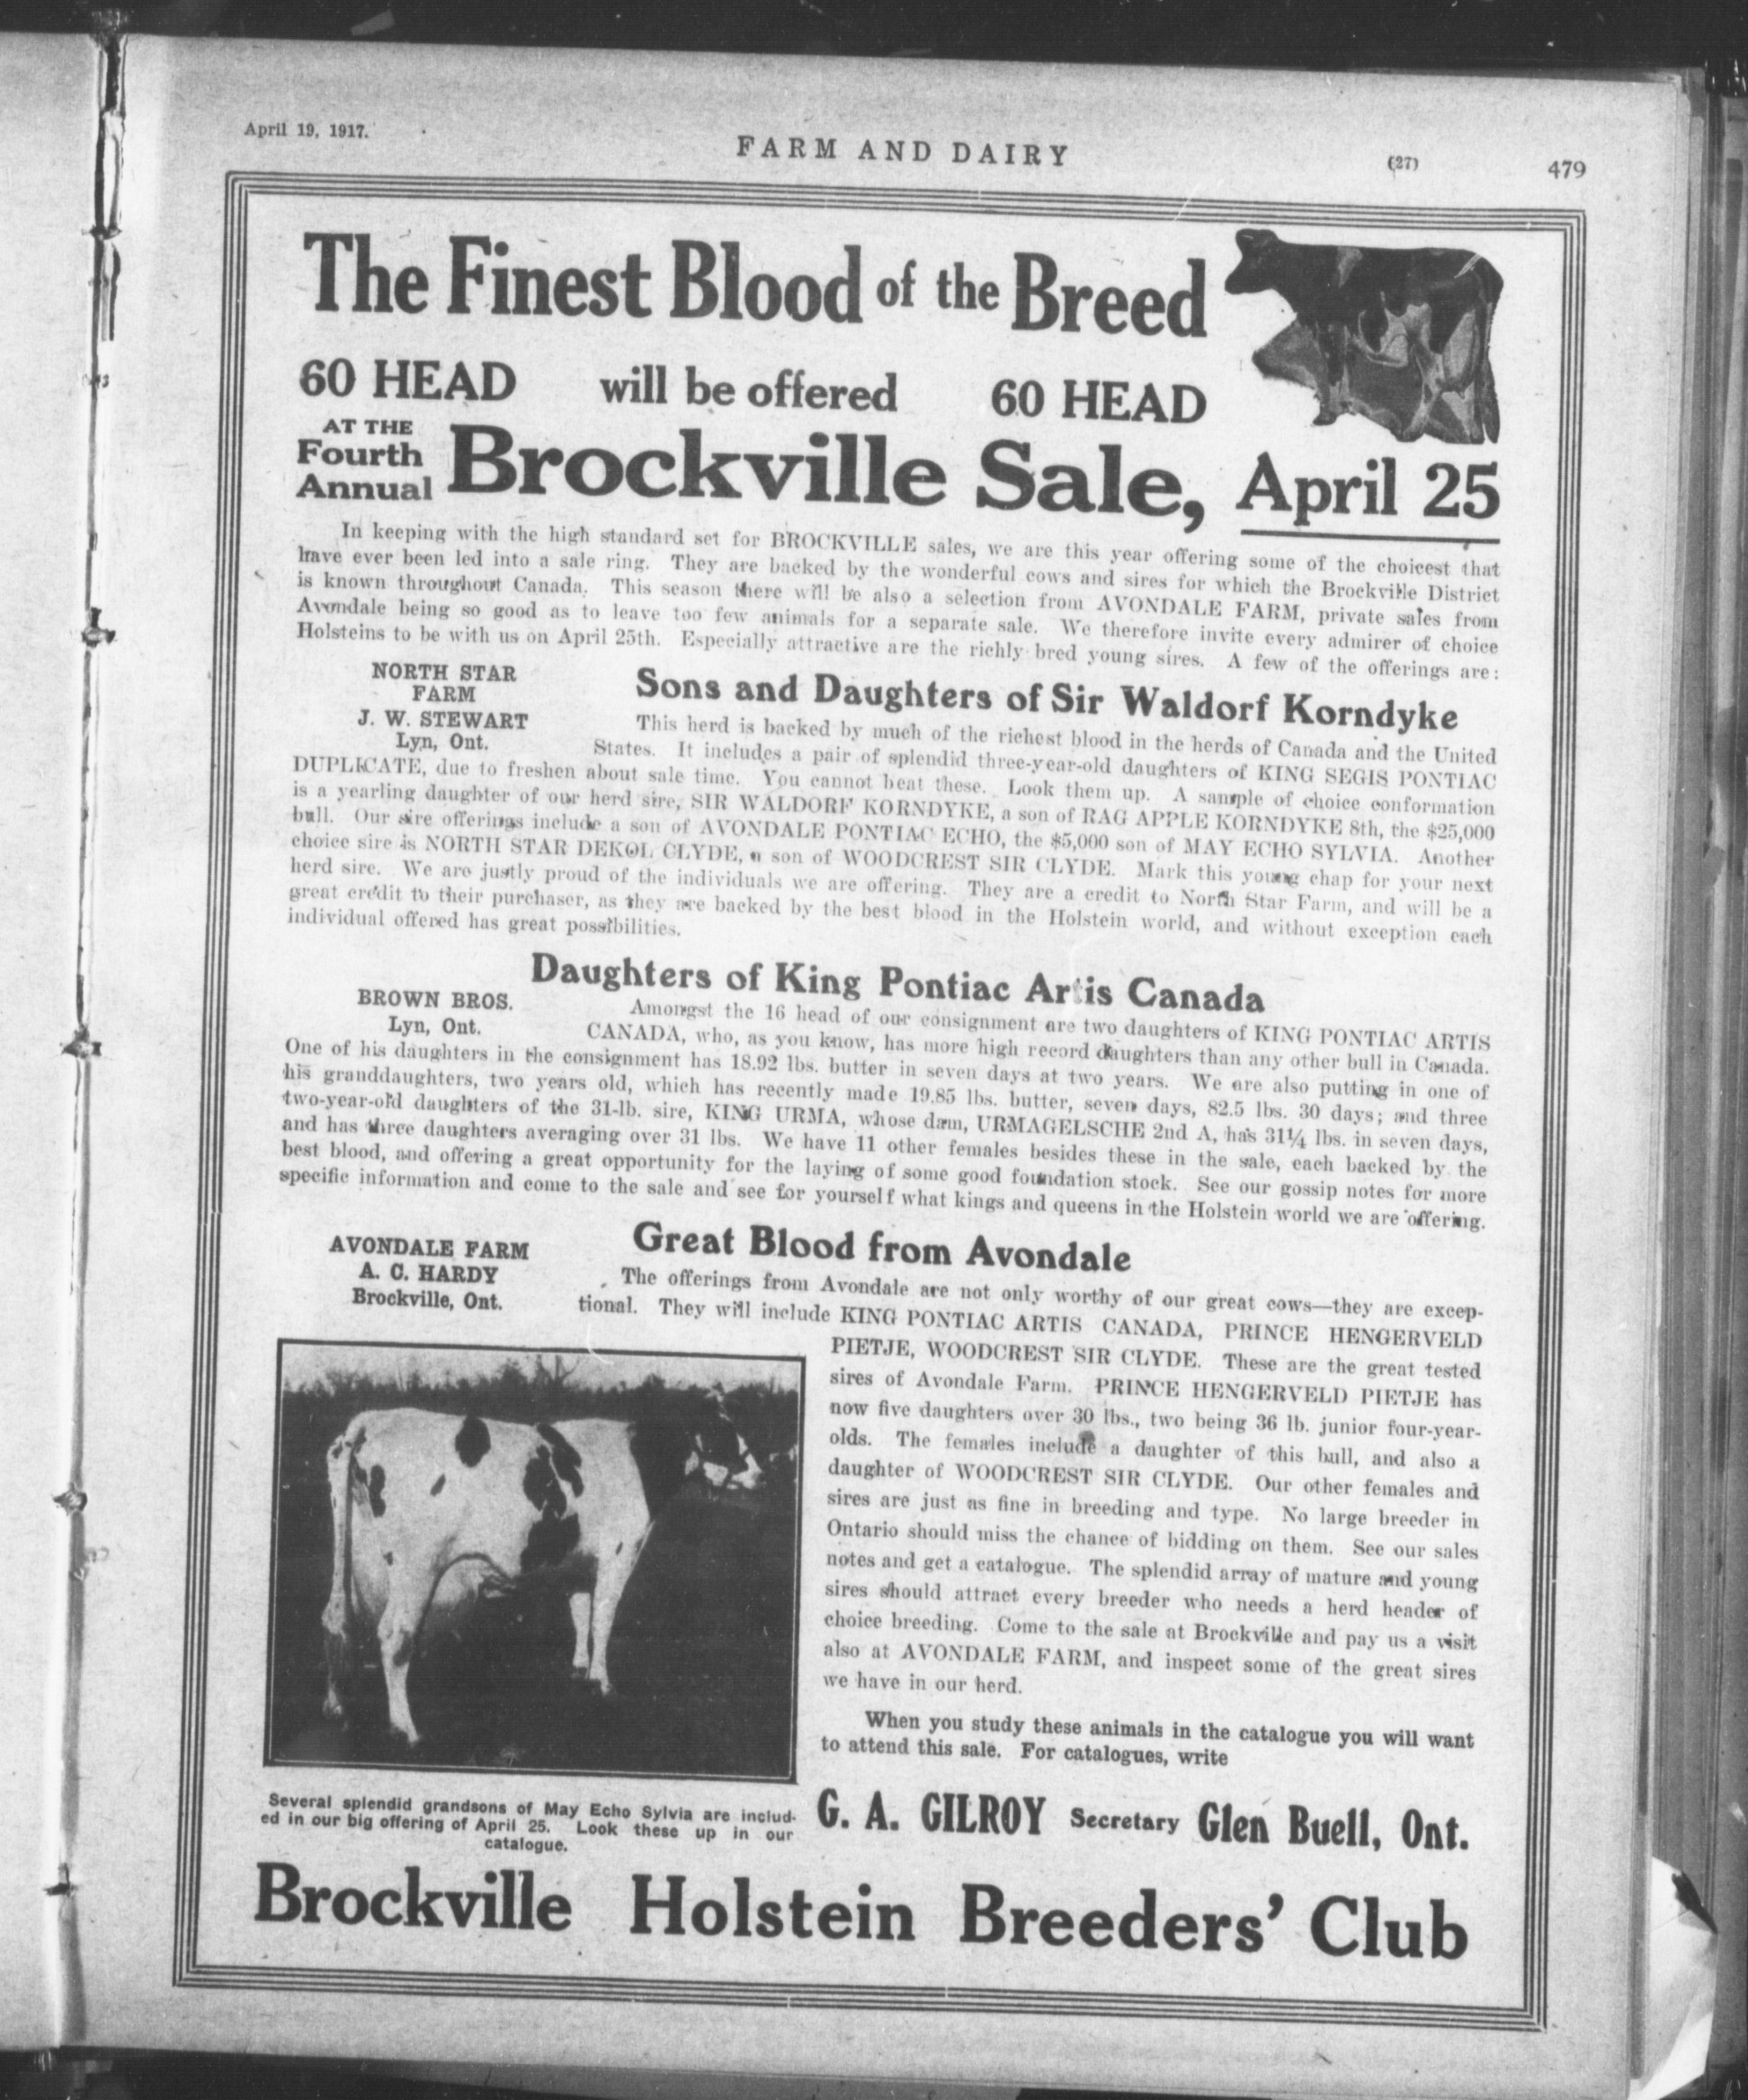 April 19, 1917.
FARM AND DAIRY
(27)
479
The Finest Blood of the Breed
60 HEAD will be offered 60 HEAD
AT THE
Fourth
Annual
Brockville Sale, April 25
In keeping with the high standard set for BROCKVILLE sales, we are this year offering some of the choicest that
have ever been led into a sale ring. They are backed by the wonderful cows and sires for which the Brockville District
is known throughout Canada. This season there will be also a selection from AVONDALE FARM, private sales from
Avondale being so good as to leave too few animals for a separate sale. We therefore invite every admirer of choice
Holsteins to be with us on April 25th. Especially attractive are the richly bred young sires. A few of the offerings are:
NORTH STAR
FARM
J. W. STEWART
Lyn, Ont.
Sons and Daughters of Sir Waldorf Korndyke
This herd is backed by much of the richest blood in the herds of Canada and the United
States. It includes a pair of splendid three-year-old daughters of KING SEGIS PONTIAC
DUPLICATE, due to freshen about sale time. You cannot beat these. Look them up. A sample of choice conformation
is a yearling daughter of our herd sire, SIR WALDORF KORNDYKE, a son of RAG APPLE KORNDYKE 8th, the $25,000
bull. Our sire offerings include a son of AVONDALE PONTIAC ECHO, the $5,000 son of MAY ECHO SYLVIA. Another
choice sire is NORTH STAR DEKOL CLYDE, a son of WOODCREST SIR CLYDE. Mark this young chap for your next
herd sire. We are justly proud of the individuals we are offering. They are a credit to North Star Farm, and will be a
great credit to their purchaser, as they are backed by the best blood in the Holstein world, and without exception each
individual offered has great possibilities.
Daughters of King Pontiac Artis Canada
BROWN BROS.
Lyn, Ont.
Amongst the 16 head of our consignment are two daughters of KING PONTIAC ARTIS
CANADA, who, as you know, has more high record daughters than any other bull in Canada.
One of his daughters in the consignment has 18.92 lbs. butter in seven days at two years. We are also putting in one of
his granddaughters, two years old, which has recently made 19.85 lbs. butter, seven days, 82.5 lbs. 30 days; and three
two-year-old daughters of the 31-lb. sire, KING URMA, whose dam, URMAGELSCHE 2nd A, has 31¼ lbs. in seven days,
and has three daughters averaging over 31 lbs. We have 11 other females besides these in the sale, each backed by the
best blood, and offering a great opportunity for the laying of some good foundation stock. See our gossip notes for more
specific information and come to the sale and see for yourself what kings and queens in the Holstein world we are offering.
AVONDALE FARM
A. C. HARDY
Brockville, Ont.
Great Blood from Avondale
The offerings from Avondale are not only worthy of our great cows—they are excep-
tional. They will include KING PONTIAC ARTIS CANADA, PRINCE HENGERVELD
PIETJE, WOODCREST SIR CLYDE. These are the great tested
sires of Avondale Farm. PRINCE HENGERVELD PIETJE has
now five daughters over 30 lbs., two being 36 lb. junior four-year-
olds. The females include a daughter of this bull, and also a
daughter of WOODCREST SIR CLYDE. Our other females and
sires are just as fine in breeding and type. No large breeder in
Ontario should miss the chance of bidding on them. See our sales
notes and get a catalogue. The splendid array of mature and young
sires should attract every breeder who needs a herd header of
choice breeding. Come to the sale at Brockville and pay us a visit
also at AVONDALE FARM, and inspect some of the great sires
we have in our herd.
When you study these animals in the catalogue you will want
to attend this sale. For catalogues, write
Several splendid grandsons of May Echo Sylvia are includ-
ed in our big offering of April 25. Look these up in our
catalogue.
G. A. GILROY Secretary Glen Buell, Ont.
Brockville Holstein Breeders' Club